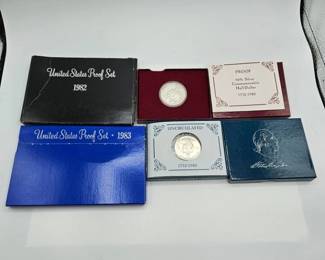 United States Proof Set
1982
PROOF
90% Silver
Commemorative
Half Dollar
1732-1982
United States Proof Set • 1983
UNCIRCULATED
1732-1982